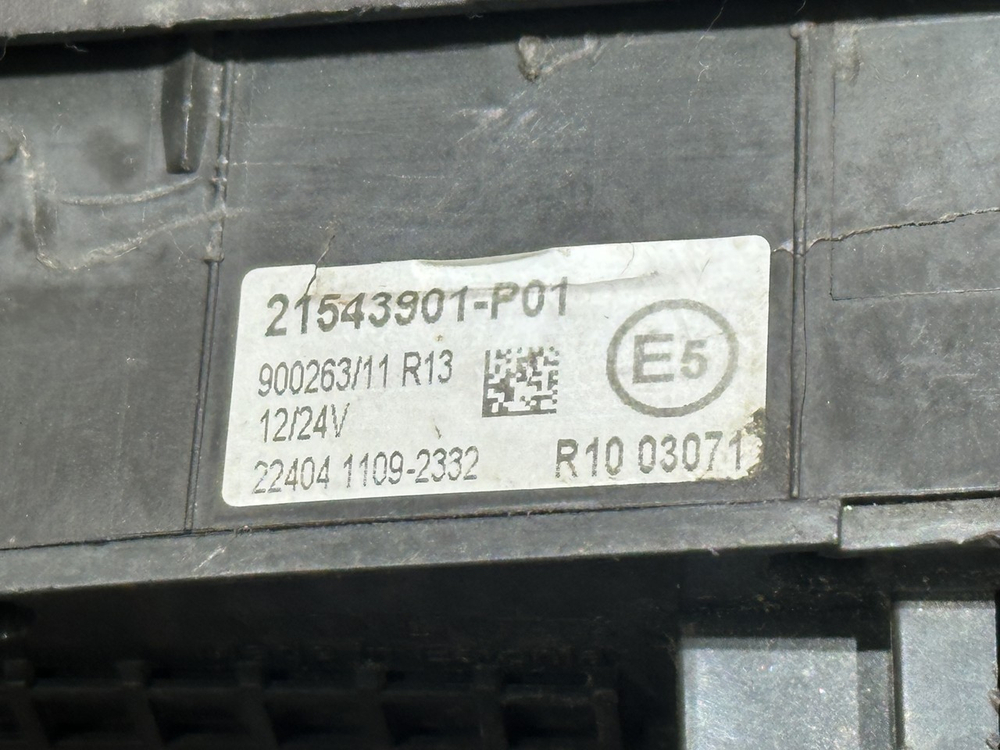 21543901-P01
900263/11 R13
12/24V
22404 1109-2332
E5
R10 03071